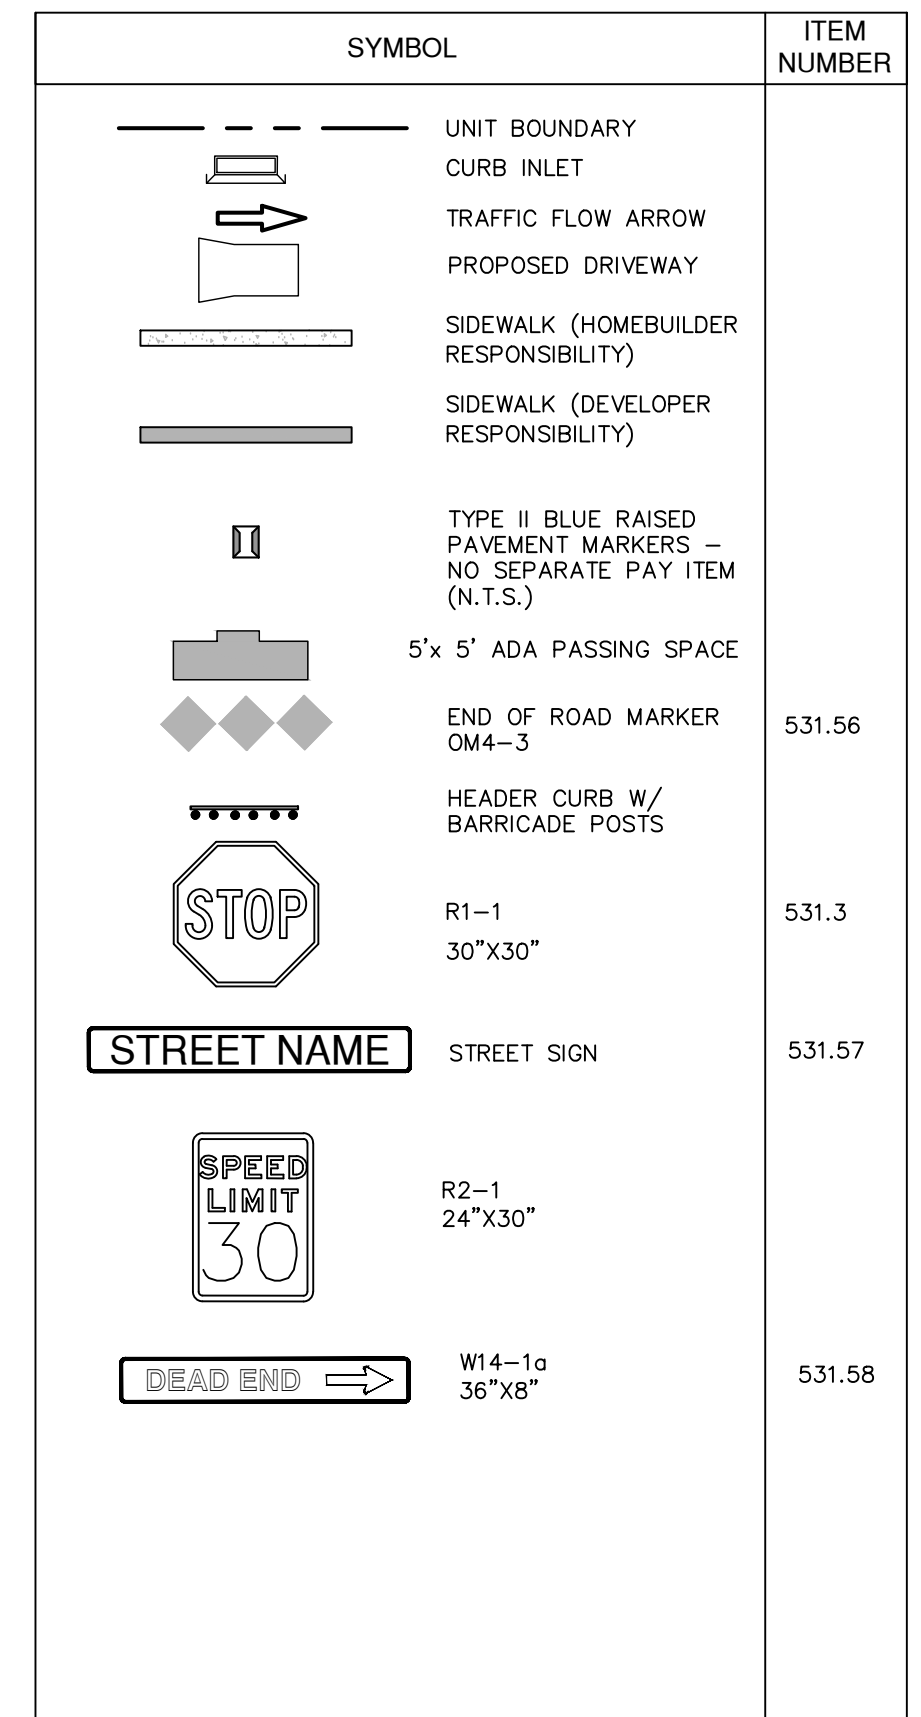 SYMBOL
ITEM
NUMBER
UNIT BOUNDARY
CURB INLET
TRAFFIC FLOW ARROW
PROPOSED DRIVEWAY
SIDEWALK (HOMEBUILDER
RESPONSIBILITY)
SIDEWALK (DEVELOPER
RESPONSIBILITY)
TYPE II BLUE RAISED
PAVEMENT MARKERS –
NO SEPARATE PAY ITEM
(N.T.S.)
5'x 5' ADA PASSING SPACE
END OF ROAD MARKER
OM4–3
531.56
HEADER CURB W/
BARRICADE POSTS
STOP
R1–1
30"X30"
531.3
STREET NAME
STREET SIGN
531.57
SPEED
LIMIT
30
R2–1
24"X30"
DEAD END
W14–1a
36"X8"
531.58